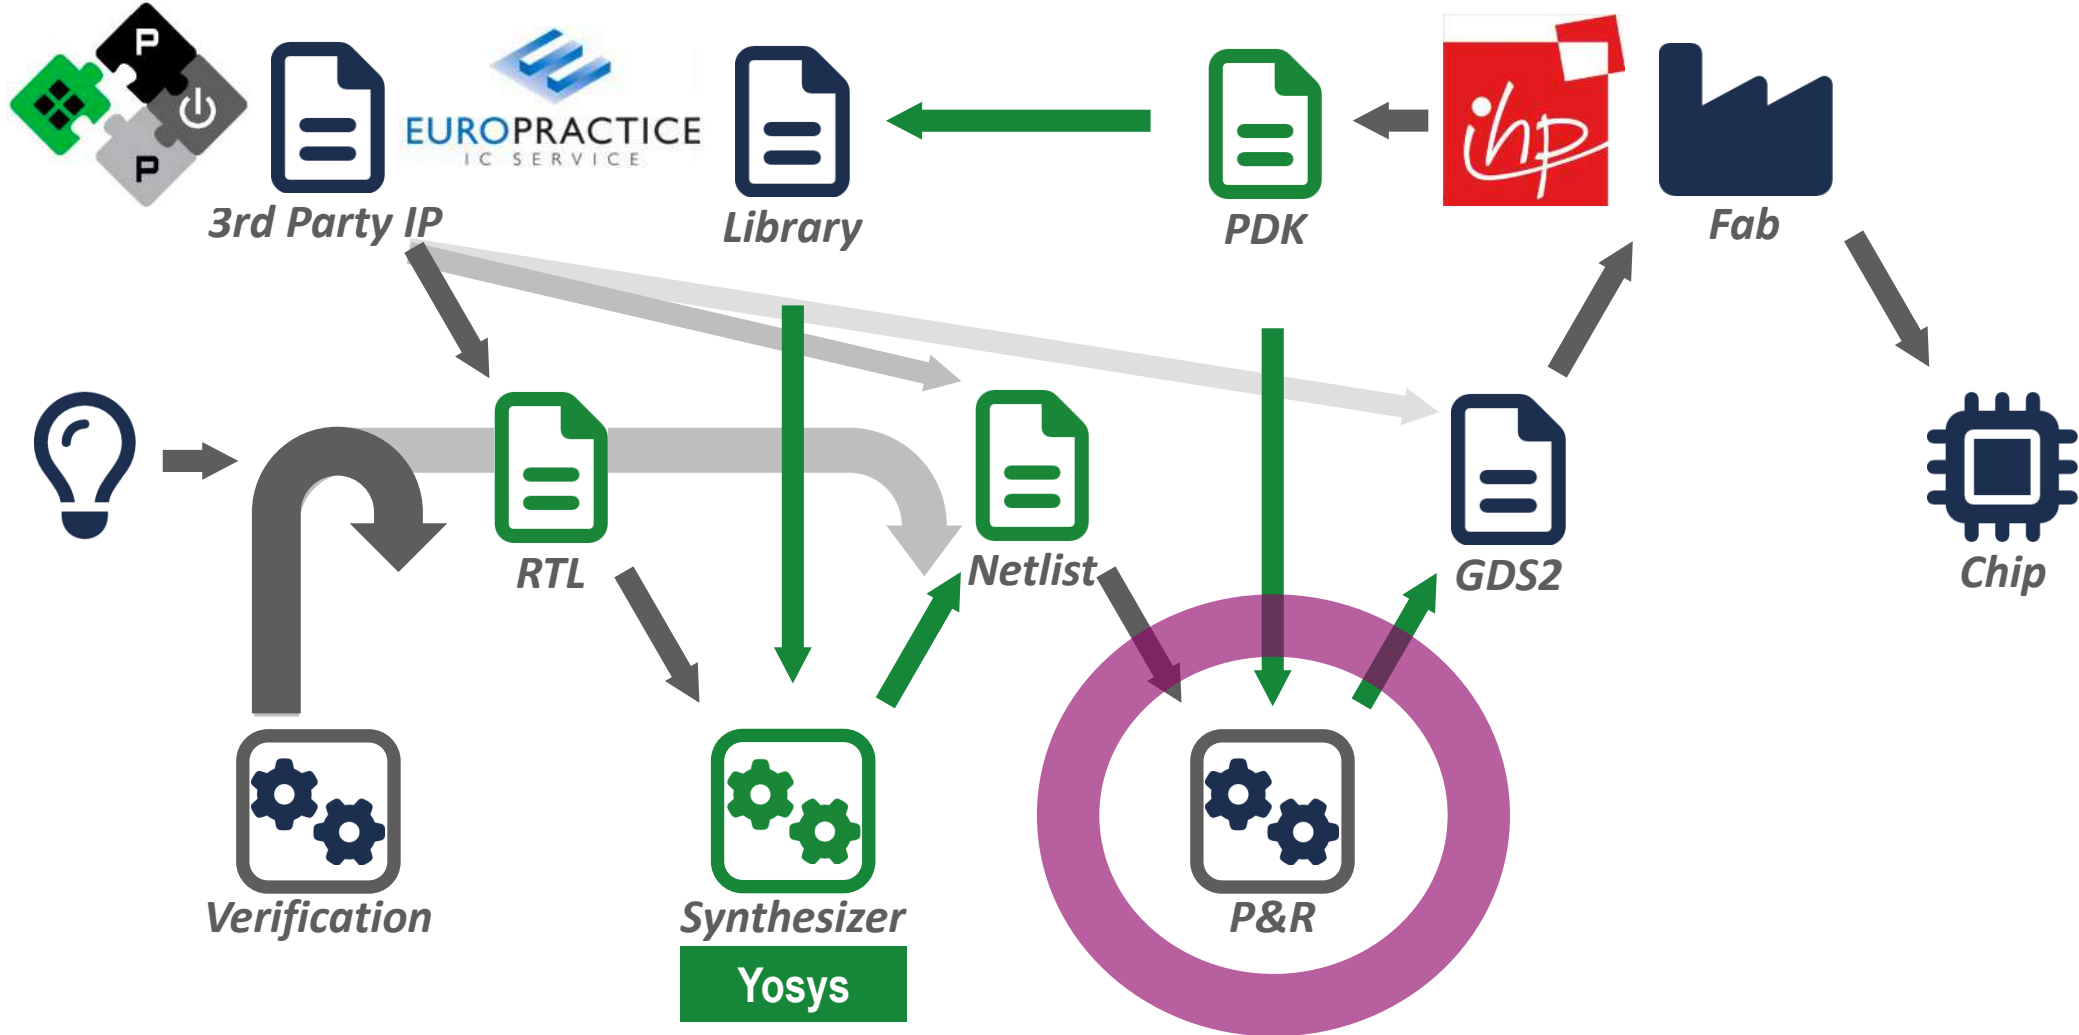 P
P
EUROPRACTICE
IC SERVICE
ihp
3rd Party IP
Library
PDK
Fab
RTL
Netlist
GDS2
Chip
Verification
Synthesizer
P&R
Yosys